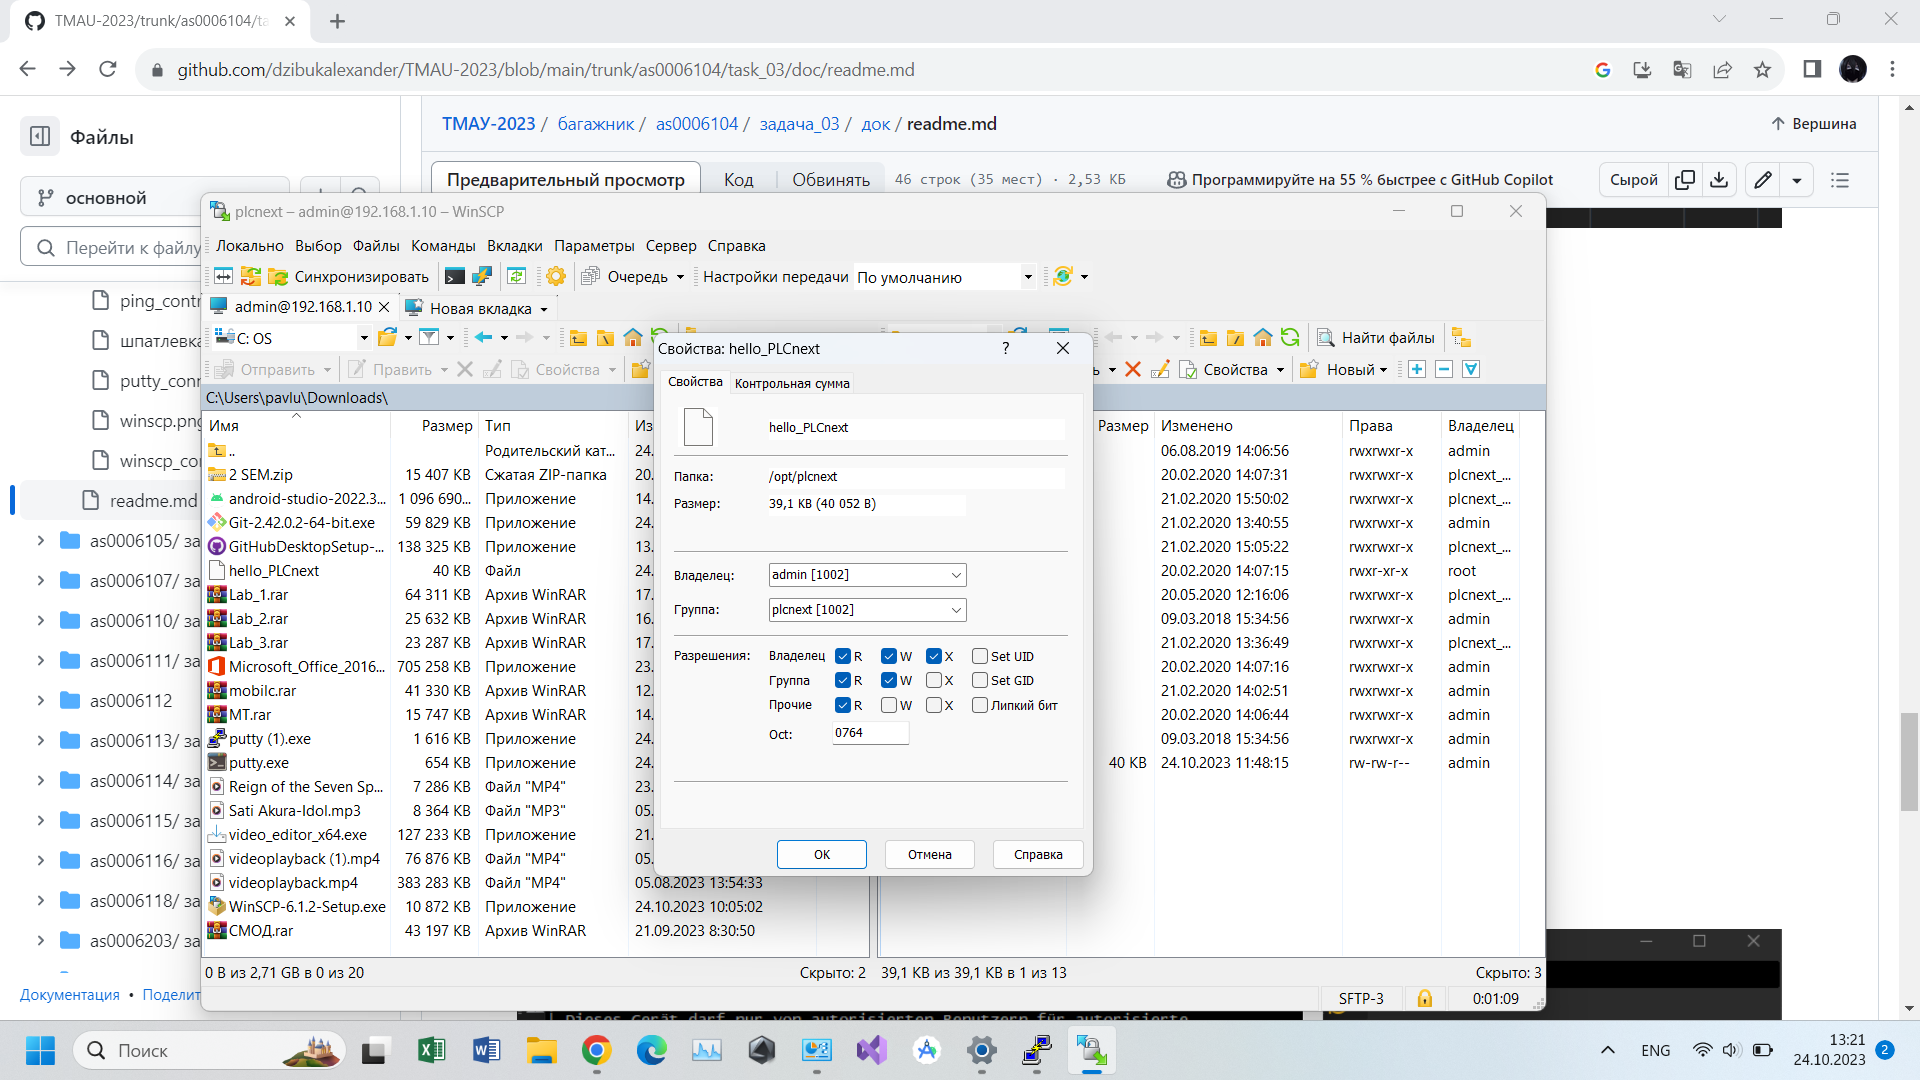 TMAU-2023/trunk/as0006104/ta
github.com/dzibukalexander/TMAU-2023/blob/main/trunk/as0006104/task_03/doc/readme.md
Файлы
ТМАУ-2023 / багажник / as0006104 / задача_03 / док / readme.md
Вершина
основной
Предварительный просмотр
Код
Обвинять
46 строк (35 мест) · 2,53 КБ
Программируйте на 55 % быстрее с GitHub Copilot
Сырой
Перейти к файлу
ping_contr
шпатлевка
putty_conn
winscp.png
winscp_co
readme.md
as0006105/ за
as0006107/ за
as0006110/ за
as0006111/ за
as0006112
as0006113/ за
as0006114/ за
as0006115/ за
as0006116/ за
as0006118/ за
as0006203/ за
Документация • Поделит
plcnext – admin@192.168.1.10 – WinSCP
Локально Выбор Файлы Команды Вкладки Параметры Сервер Справка
Синхронизировать
Очередь
Настройки передачи По умолчанию
admin@192.168.1.10
Новая вкладка
C: OS
Найти файлы
Отправить Править Свойства
Свойства Новый
C:\Users\pavlu\Downloads\
Имя Размер Тип Из
.. Родительский кат... 24.
2 SEM.zip 15 407 KB Сжатая ZIP-папка 20.
android-studio-2022.3... 1 096 690... Приложение 14.
Git-2.42.0.2-64-bit.exe 59 829 KB Приложение 24.
GitHubDesktopSetup-... 138 325 KB Приложение 13.
hello_PLCnext 40 KB Файл 24.
Lab_1.rar 64 311 KB Архив WinRAR 17.
Lab_2.rar 25 632 KB Архив WinRAR 16.
Lab_3.rar 23 287 KB Архив WinRAR 17.
Microsoft_Office_2016... 705 258 KB Приложение 23.
mobilc.rar 41 330 KB Архив WinRAR 12.
MT.rar 15 747 KB Архив WinRAR 14.
putty (1).exe 1 616 KB Приложение 24.
putty.exe 654 KB Приложение 24.
Reign of the Seven Sp... 7 286 KB Файл "MP4" 23.
Sati Akura-Idol.mp3 8 364 KB Файл "MP3" 05.
video_editor_x64.exe 127 233 KB Приложение 21.
videoplayback (1).mp4 76 876 KB Файл "MP4" 05.
videoplayback.mp4 383 283 KB Файл "MP4" 05.08.2023 13:54:33
WinSCP-6.1.2-Setup.exe 10 872 KB Приложение 24.10.2023 10:05:02
СМОД.rar 43 197 KB Архив WinRAR 21.09.2023 8:30:50
0 B из 2,71 GB в 0 из 20
Скрыто: 2
Свойства: hello_PLCnext
?
Свойства Контрольная сумма
hello_PLCnext
Папка: /opt/plcnext
Размер: 39,1 KB (40 052 B)
Владелец: admin [1002]
Группа: plcnext [1002]
Разрешения: Владелец R W X Set UID
Группа R W X Set GID
Прочие R W X Липкий бит
Oct: 0764
OK Отмена Справка
Размер Изменено Права Владелец
06.08.2019 14:06:56 rwxrwxr-x admin
20.02.2020 14:07:31 rwxrwxr-x plcnext_...
21.02.2020 15:50:02 rwxrwxr-x plcnext_...
21.02.2020 13:40:55 rwxrwxr-x admin
21.02.2020 15:05:22 rwxrwxr-x plcnext_...
20.02.2020 14:07:15 rwxr-xr-x root
20.05.2020 12:16:06 rwxrwxr-x plcnext_...
09.03.2018 15:34:56 rwxrwxr-x admin
21.02.2020 13:36:49 rwxrwxr-x plcnext_...
20.02.2020 14:07:16 rwxrwxr-x admin
21.02.2020 14:02:51 rwxrwxr-x admin
20.02.2020 14:06:44 rwxrwxr-x admin
09.03.2018 15:34:56 rwxrwxr-x admin
40 KB 24.10.2023 11:48:15 rw-rw-r-- admin
39,1 KB из 39,1 KB в 1 из 13
Скрыто: 3
SFTP-3
0:01:09
Dieses Gerät darf nur von autorisierten Benutzern für autorisierte
Поиск
ENG
13:21
24.10.2023
2